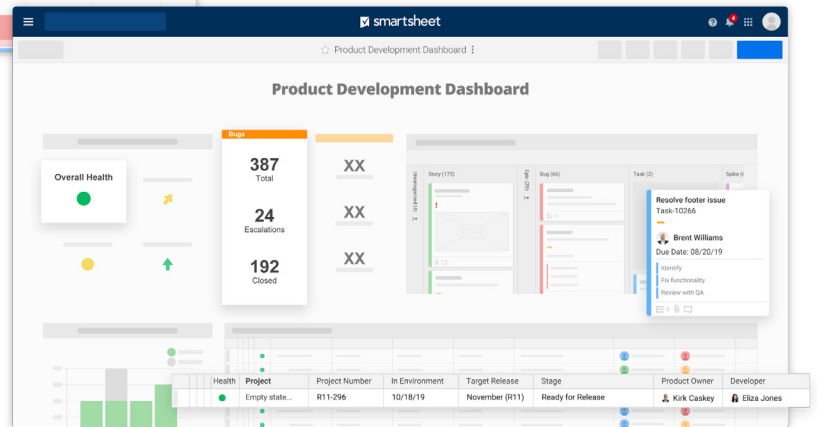 smartsheet
4
Product Development Dashboard
Product Development Dashboard
Overall Health
Bugs
387
Total
24
Escalations
192
Closed
XX
XX
XX
Uncategorized (4)
Story (175)
Epic (29)
Bug (66)
Task (2)
Spike (
Resolve footer issue
Task-10266
Brent Williams
Due Date: 08/20/19
Identify
Fix functionality
Review with QA
Health Project Project Number In Environment Target Release Stage Product Owner Developer
Empty state... R11-296 10/18/19 November (R11) Ready for Release Kirk Caskey Eliza Jones